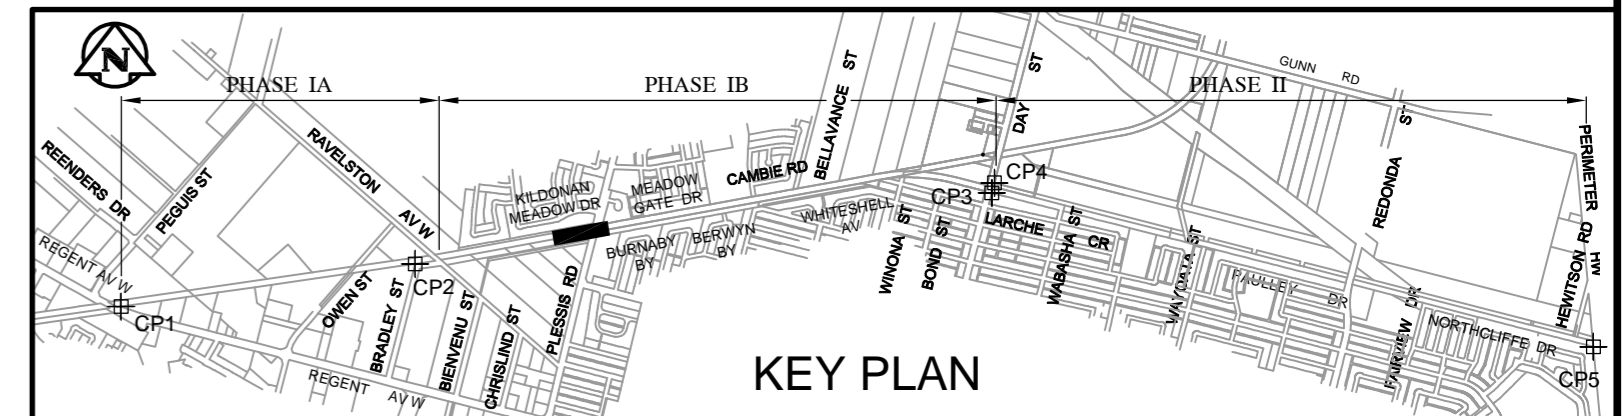 N
PHASE IA
PHASE IB
PHASE II
GUNN RD
REENDERS DR
PEGUIS ST
RAVELSTON AV W
KILDONAN
MEADOW DR
MEADOW
GATE DR
CAMBIE RD
BELLAVANCE ST
DAY ST
REDONDA ST
PERIMETER HW
REGENT AV W
CP1
OWEN ST
BRADLEY ST
CP2
BIENVENU ST
CHRISLIND ST
PLESSIS RD
BURNABY
BY
BERWYN
BY
WHITESHELL
AV
WINONA ST
BOND ST
CP3
CP4
LARCHE CR
WABASHA ST
WAYOATA ST
PAULLEY DR
FAIRVIEW DR
NORTHCLIFFE DR
HEWITSON RD
CP5
REGENT AV W
KEY PLAN